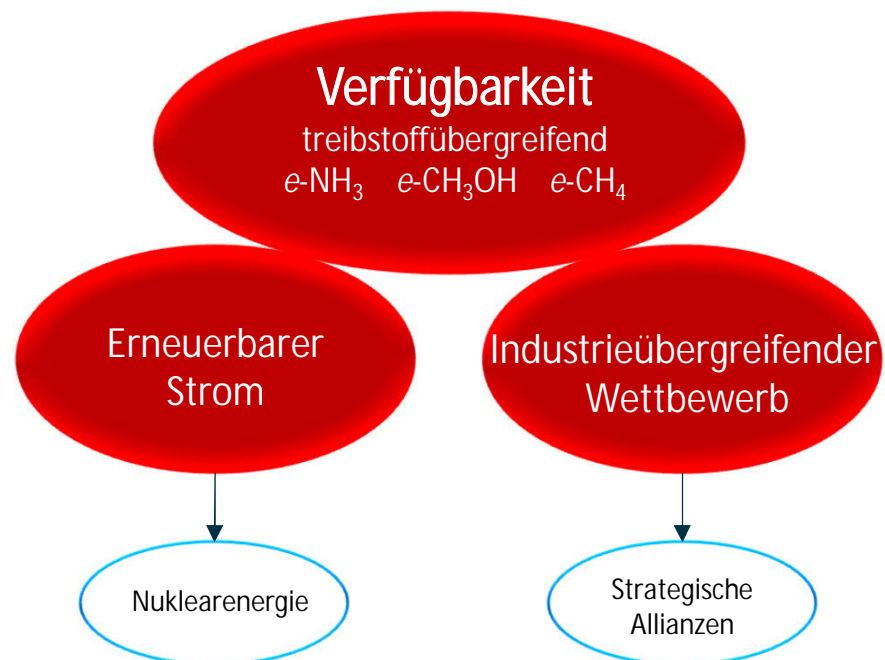 Verfügbarkeit
treibstoffübergreifend
e-NH₃ e-CH₃OH e-CH₄
Erneuerbarer
Strom
Industrieübergreifender
Wettbewerb
Nuklearenergie
Strategische
Allianzen